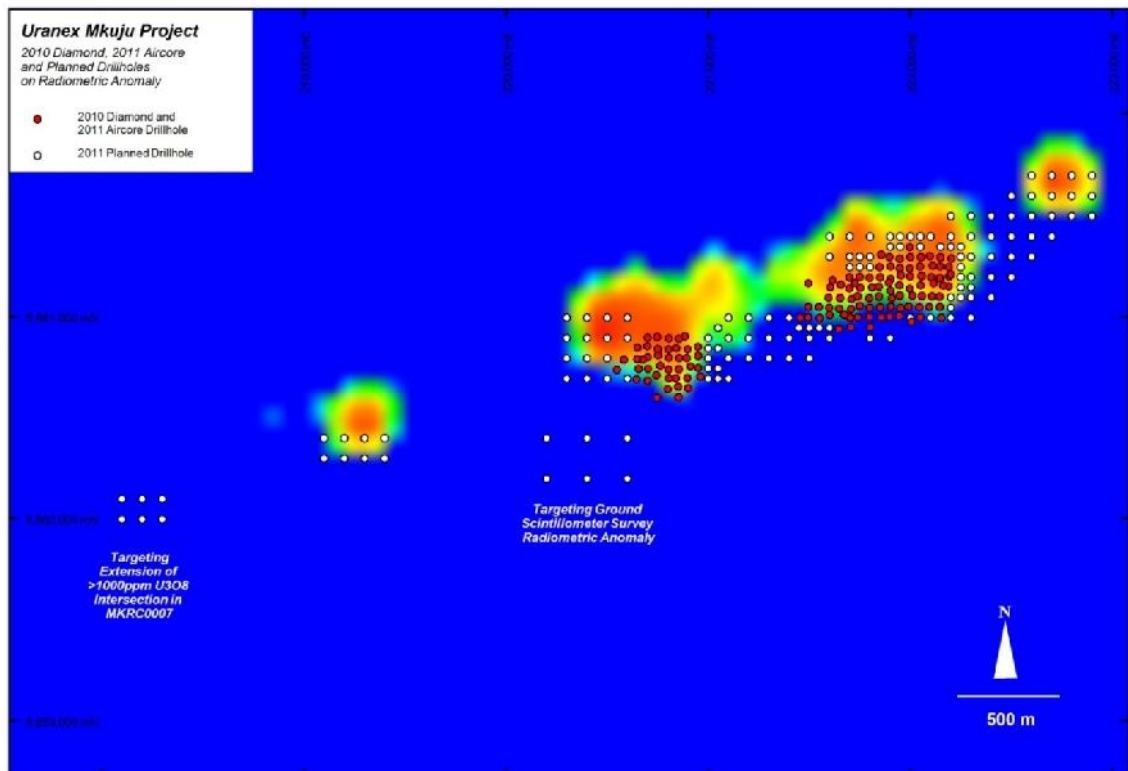 Uranex Mkuju Project
2010 Diamond, 2011 Aircore
and Planned Drillholes
on Radiometric Anomaly
2010 Diamond and
2011 Aircore Drillhole
2011 Planned Drillhole
Targeting Ground
Scintillometer Survey
Radiometric Anomaly
Targeting
Extension of
>1000ppm U3O8
Intersection in
MKRC0007
N
500 m